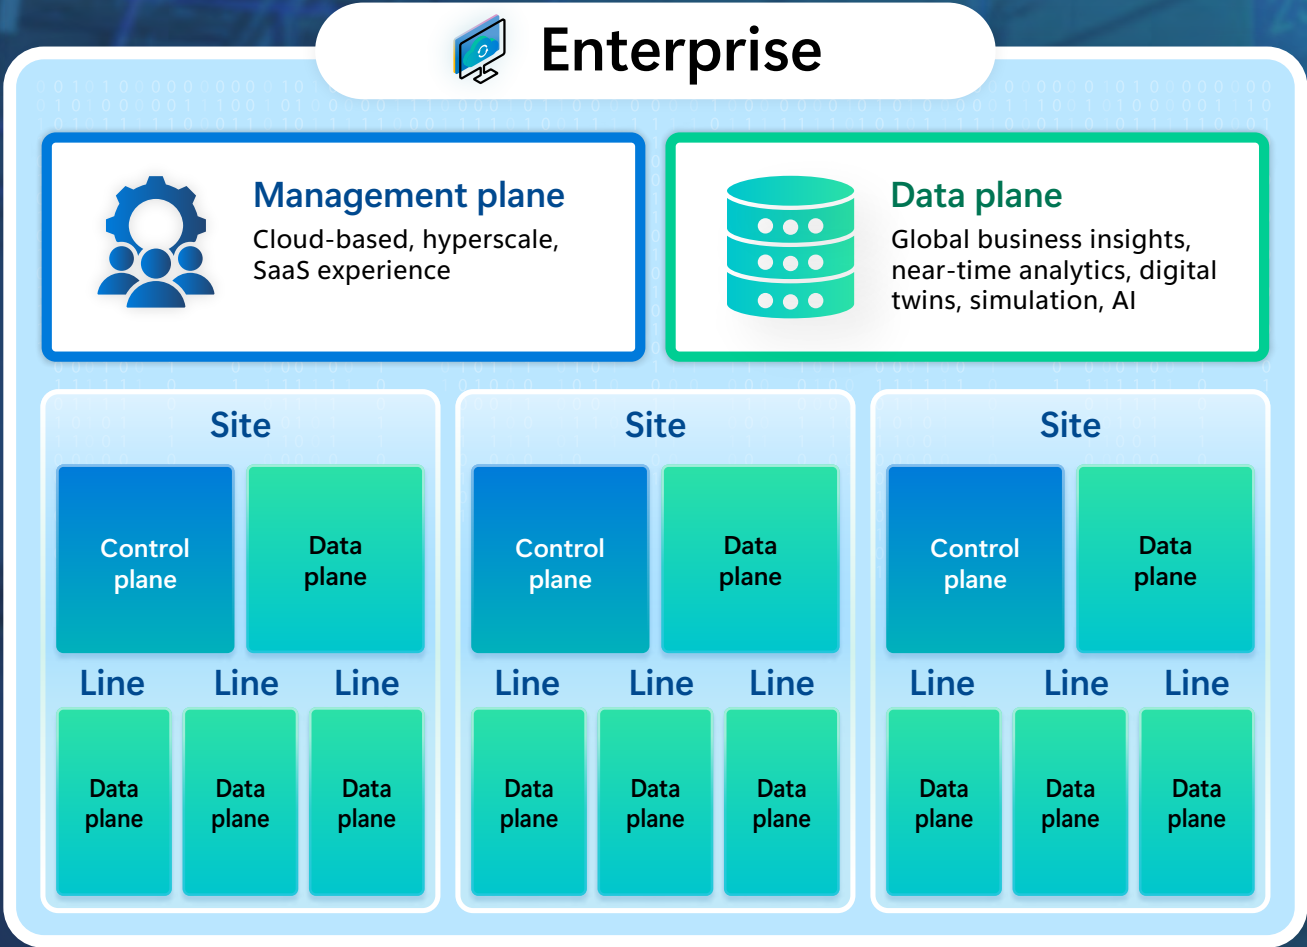 Enterprise
Management plane
Cloud-based, hyperscale,
SaaS experience
Data plane
Global business insights,
near-time analytics, digital
twins, simulation, AI
Site
Control
plane
Data
plane
Line
Line
Line
Data
plane
Data
plane
Data
plane
Site
Control
plane
Data
plane
Line
Line
Line
Data
plane
Data
plane
Data
plane
Site
Control
plane
Data
plane
Line
Line
Line
Data
plane
Data
plane
Data
plane